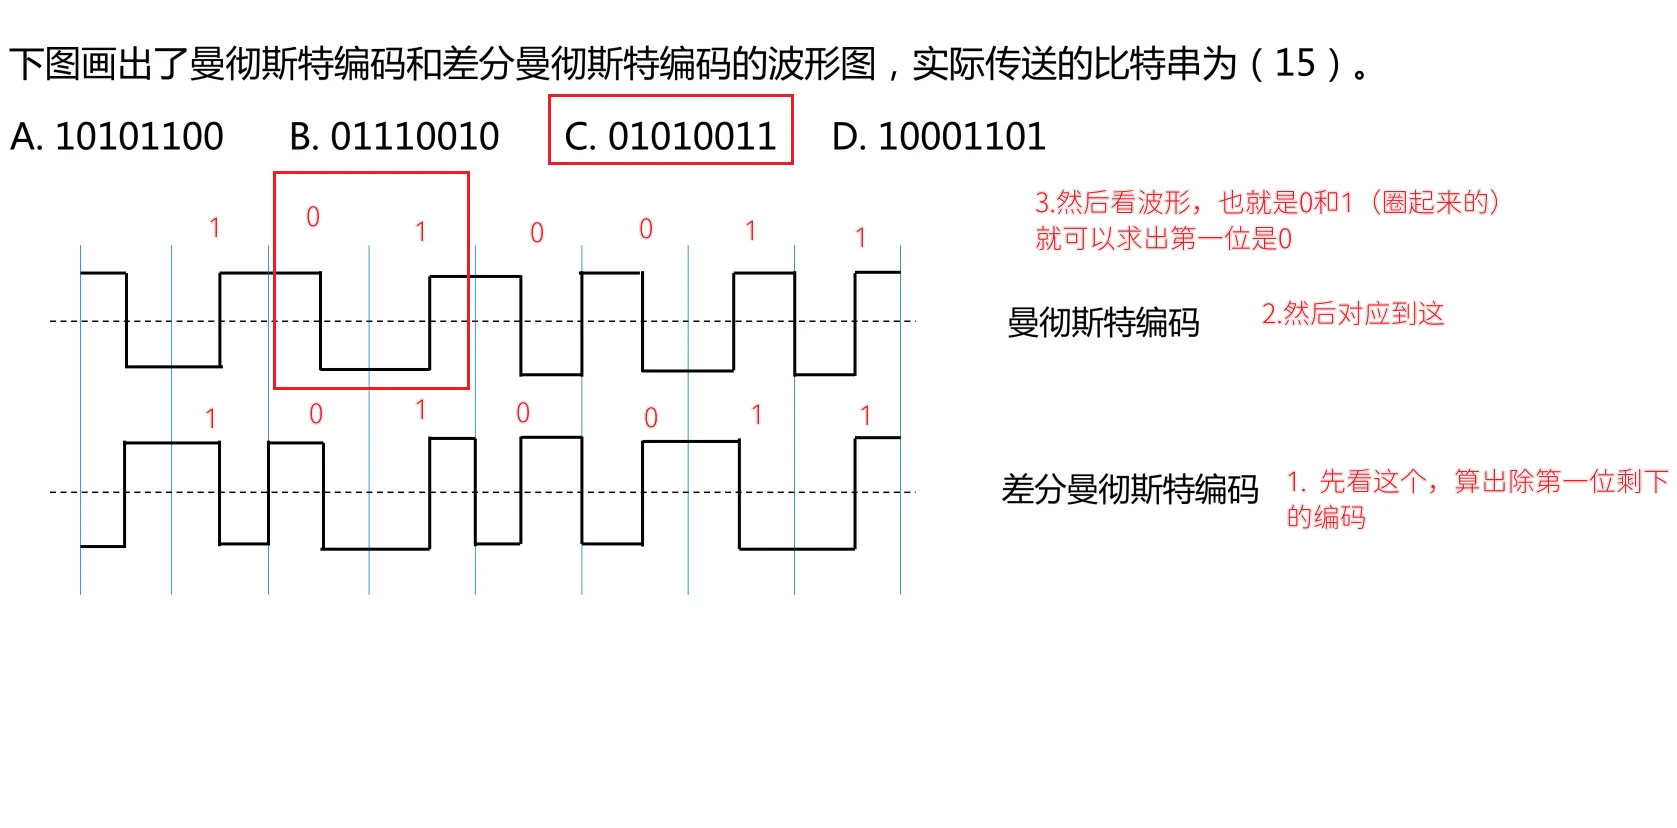 下图画出了曼彻斯特编码和差分曼彻斯特编码的波形图，实际传送的比特串为（15）。
A. 10101100 B. 01110010 C. 01010011 D. 10001101
3.然后看波形，也就是0和1（圈起来的）
就可以求出第一位是0
1 0 1 0 0 1 1
曼彻斯特编码 2.然后对应到这
1 0 1 0 0 1 1
差分曼彻斯特编码 1. 先看这个，算出除第一位剩下
的编码